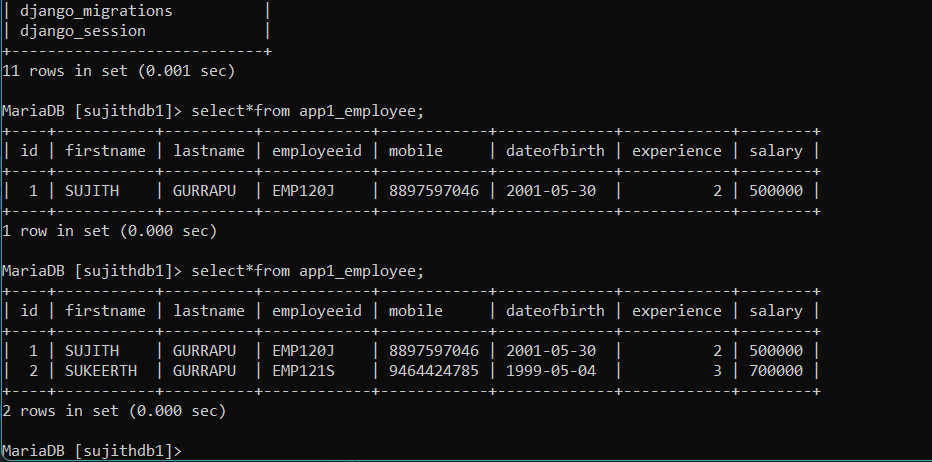 | django_migrations          |
| django_session             |
+----------------------------+
11 rows in set (0.001 sec)
MariaDB [sujithdb1]> select*from app1_employee;
+----+-----------+----------+------------+------------+-------------+------------+--------+
| id | firstname | lastname | employeeid | mobile     | dateofbirth | experience | salary |
+----+-----------+----------+------------+------------+-------------+------------+--------+
|  1 | SUJITH    | GURRAPU  | EMP120J    | 8897597046 | 2001-05-30  |          2 | 500000 |
+----+-----------+----------+------------+------------+-------------+------------+--------+
1 row in set (0.000 sec)
MariaDB [sujithdb1]> select*from app1_employee;
+----+-----------+----------+------------+------------+-------------+------------+--------+
| id | firstname | lastname | employeeid | mobile     | dateofbirth | experience | salary |
+----+-----------+----------+------------+------------+-------------+------------+--------+
|  1 | SUJITH    | GURRAPU  | EMP120J    | 8897597046 | 2001-05-30  |          2 | 500000 |
|  2 | SUKEERTH  | GURRAPU  | EMP121S    | 9464424785 | 1999-05-04  |          3 | 700000 |
+----+-----------+----------+------------+------------+-------------+------------+--------+
2 rows in set (0.000 sec)
MariaDB [sujithdb1]>